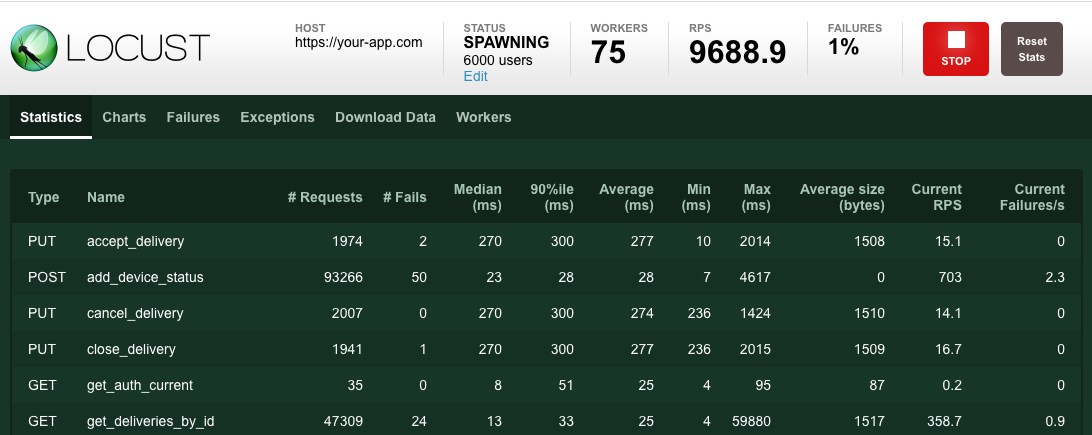 LOCUST
HOST
https://your-app.com
STATUS
SPAWNING
6000 users
Edit
WORKERS
75
RPS
9688.9
FAILURES
1%
STOP
Reset
Stats
Statistics Charts Failures Exceptions Download Data Workers
Type Name # Requests # Fails Median (ms) 90%ile (ms) Average (ms) Min (ms) Max (ms) Average size (bytes) Current RPS Current Failures/s
PUT accept_delivery 1974 2 270 300 277 10 2014 1508 15.1 0
POST add_device_status 93266 50 23 28 28 7 4617 0 703 2.3
PUT cancel_delivery 2007 0 270 300 274 236 1424 1510 14.1 0
PUT close_delivery 1941 1 270 300 277 236 2015 1509 16.7 0
GET get_auth_current 35 0 8 51 25 4 95 87 0.2 0
GET get_deliveries_by_id 47309 24 13 33 25 4 59880 1517 358.7 0.9